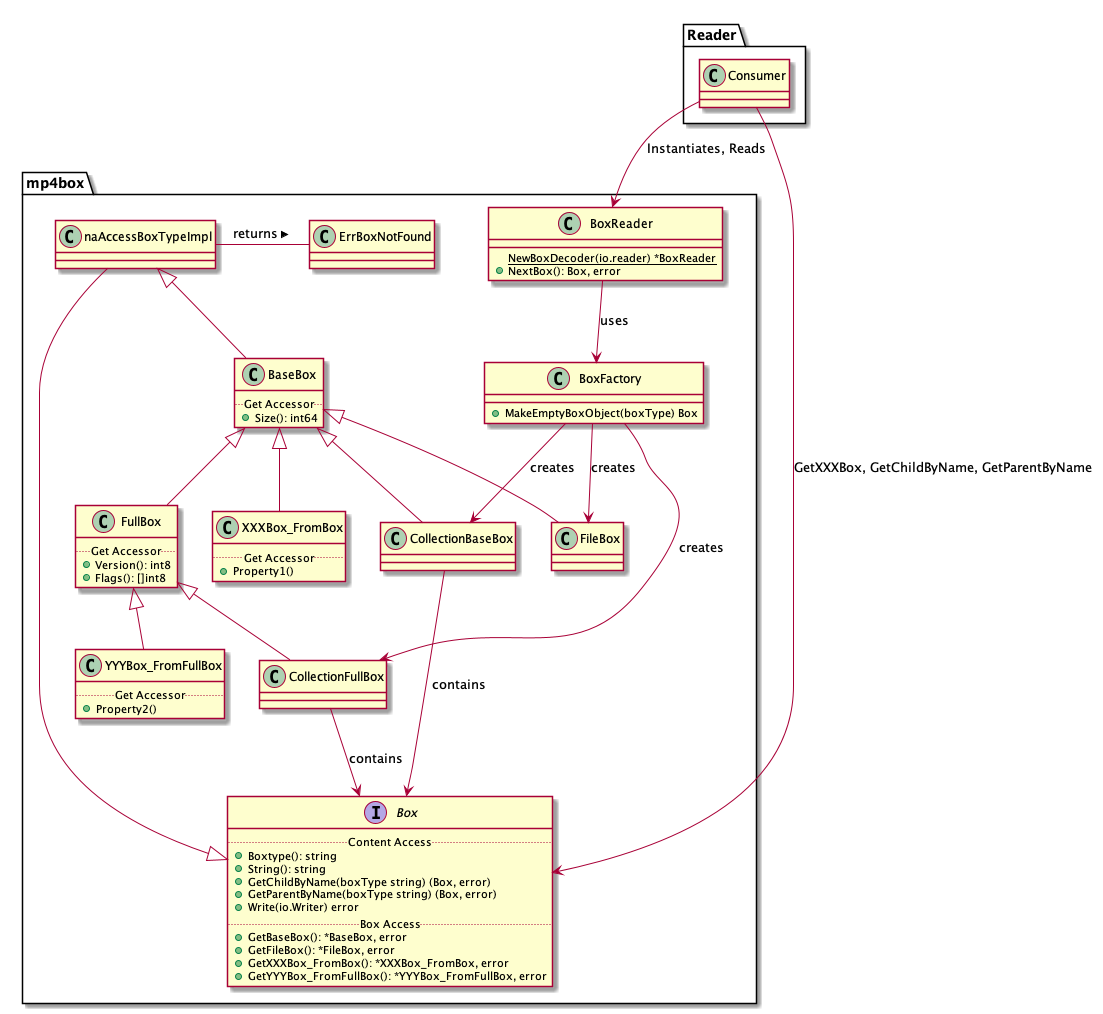 Reader
C Consumer
Instantiates, Reads
mp4box
C naAccessBoxTypeImpl
returns ▶
C ErrBoxNotFound
C BoxReader
NewBoxDecoder(io.reader) *BoxReader
NextBox(): Box, error
uses
C BaseBox
Get Accessor
Size(): int64
C BoxFactory
MakeEmptyBoxObject(boxType) Box
creates
creates
GetXXXBox, GetChildByName, GetParentByName
C FullBox
Get Accessor
Version(): int8
Flags(): []int8
C XXXBox_FromBox
Get Accessor
Property1()
C CollectionBaseBox
C FileBox
creates
C YYYBox_FromFullBox
Get Accessor
Property2()
C CollectionFullBox
contains
contains
I Box
Content Access
Boxtype(): string
String(): string
GetChildByName(boxType string) (Box, error)
GetParentByName(boxType string) (Box, error)
Write(io.Writer) error
Box Access
GetBaseBox(): *BaseBox, error
GetFileBox(): *FileBox, error
GetXXXBox_FromBox(): *XXXBox_FromBox, error
GetYYYBox_FromFullBox(): *YYYBox_FromFullBox, error